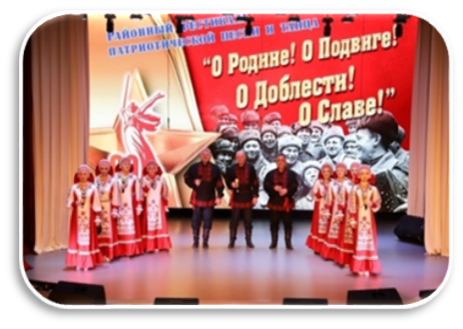 РАЙОННЫЙ ФЕСТИВАЛЬ
ПАТРИОТИЧЕСКОЙ ПЕСНИ И ТАНЦА
"О Родине! О Подвиге!
О Доблести!
О Славе!"